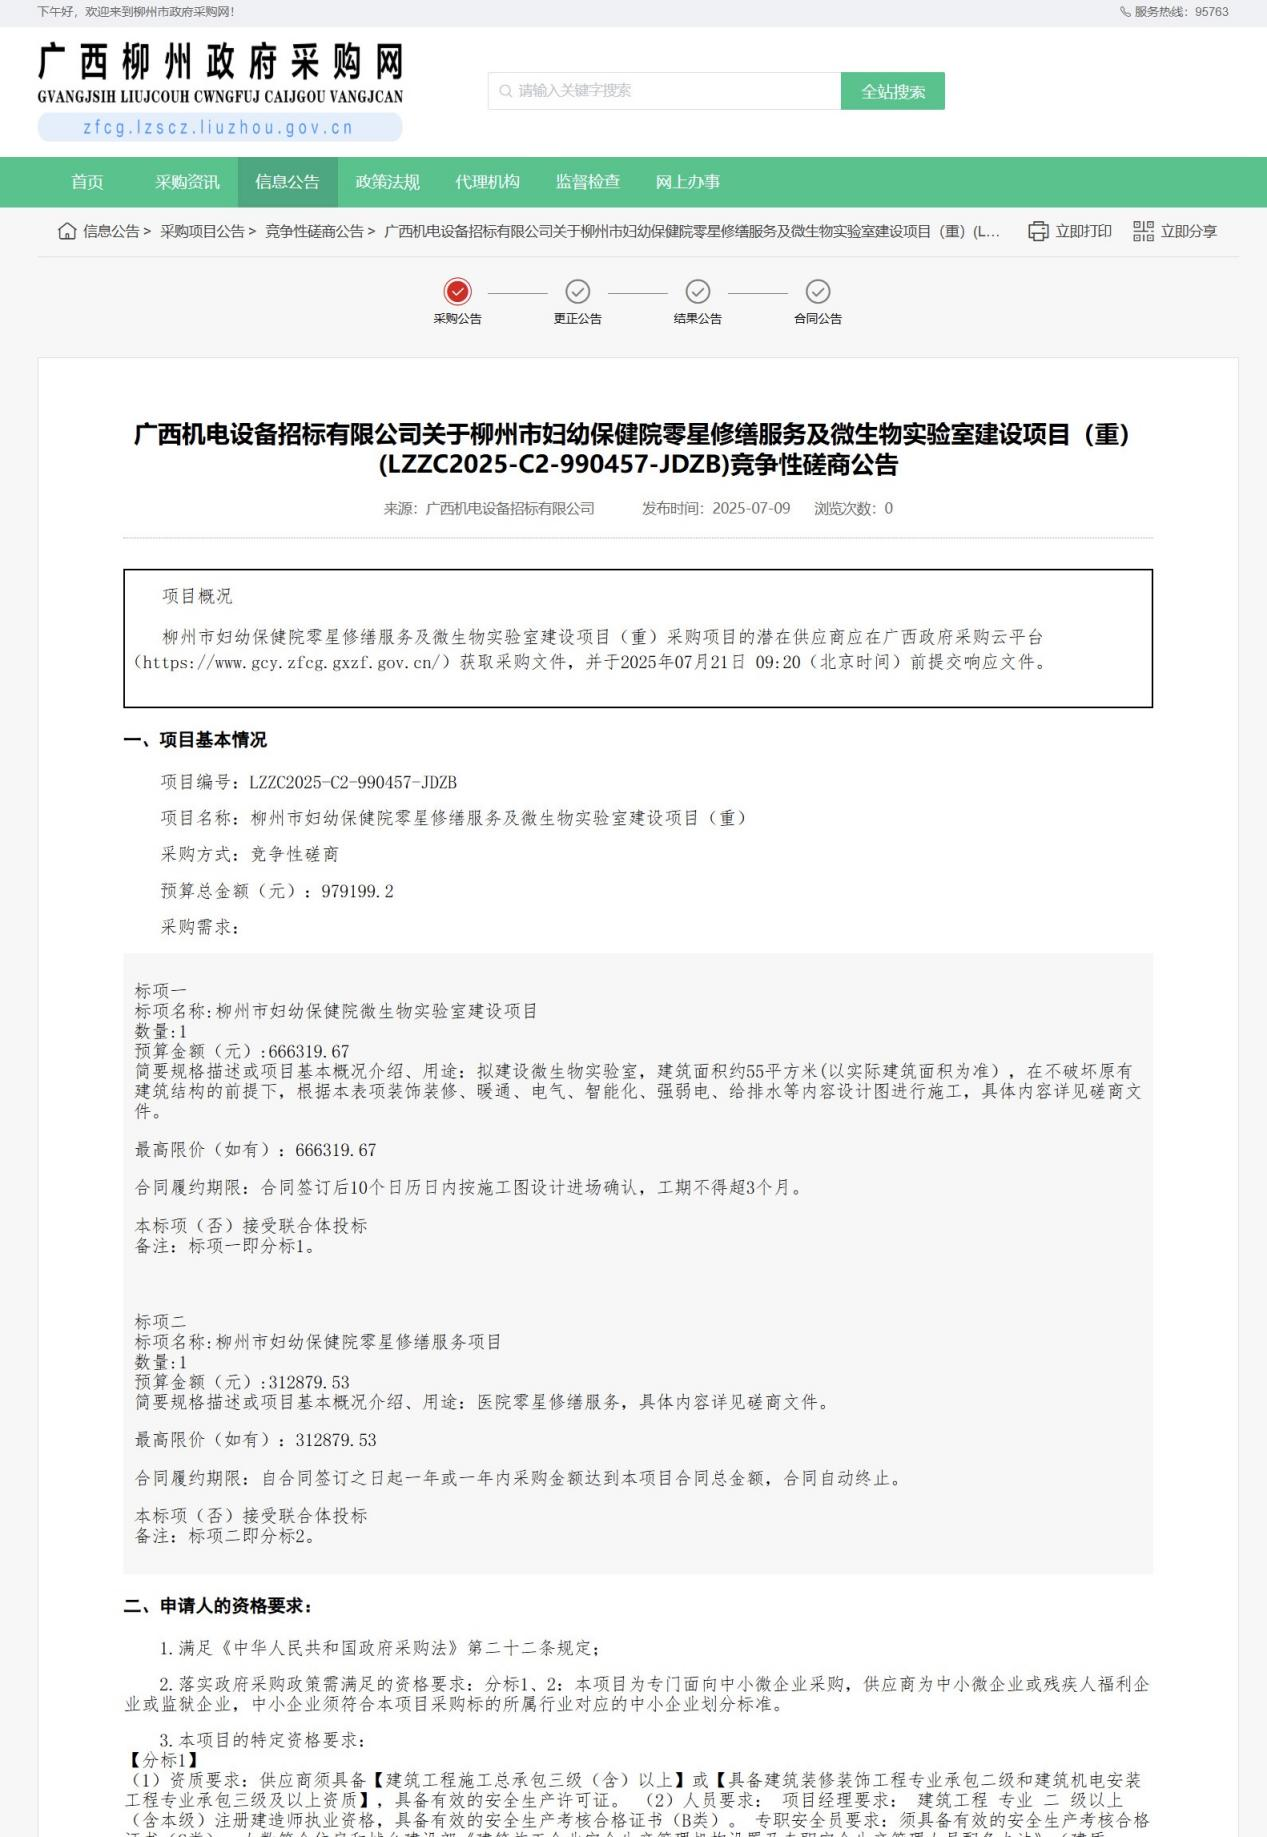 下午好，欢迎来到柳州市政府采购网！
服务热线：95763
广西柳州政府采购网
GVANGJSIH LIUJCOUH CWNGFUJ CAIJGOU VANGJCAN
zfcg.lzscz.liuzhou.gov.cn
请输入关键字搜索
全站搜索
首页 采购资讯 信息公告 政策法规 代理机构 监督检查 网上办事
信息公告 > 采购项目公告 > 竞争性磋商公告 > 广西机电设备招标有限公司关于柳州市妇幼保健院零星修缮服务及微生物实验室建设项目（重）(L...
立即打印 立即分享
采购公告 更正公告 结果公告 合同公告
广西机电设备招标有限公司关于柳州市妇幼保健院零星修缮服务及微生物实验室建设项目（重）
(LZZC2025-C2-990457-JDZB)竞争性磋商公告
来源：广西机电设备招标有限公司 发布时间：2025-07-09 浏览次数：0
项目概况
柳州市妇幼保健院零星修缮服务及微生物实验室建设项目（重）采购项目的潜在供应商应在广西政府采购云平台
（https://www.gcy.zfcg.gxzf.gov.cn/）获取采购文件，并于2025年07月21日 09:20（北京时间）前提交响应文件。
一、项目基本情况
项目编号：LZZC2025-C2-990457-JDZB
项目名称：柳州市妇幼保健院零星修缮服务及微生物实验室建设项目（重）
采购方式：竞争性磋商
预算总金额（元）：979199.2
采购需求：
标项一
标项名称:柳州市妇幼保健院微生物实验室建设项目
数量:1
预算金额（元）:666319.67
简要规格描述或项目基本概况介绍、用途：拟建设微生物实验室，建筑面积约55平方米(以实际建筑面积为准），在不破坏原有
建筑结构的前提下，根据本表项装饰装修、暖通、电气、智能化、强弱电、给排水等内容设计图进行施工，具体内容详见磋商文
件。
最高限价（如有）：666319.67
合同履约期限：合同签订后10个日历日内按施工图设计进场确认，工期不得超3个月。
本标项（否）接受联合体投标
备注：标项一即分标1。
标项二
标项名称:柳州市妇幼保健院零星修缮服务项目
数量:1
预算金额（元）:312879.53
简要规格描述或项目基本概况介绍、用途：医院零星修缮服务，具体内容详见磋商文件。
最高限价（如有）：312879.53
合同履约期限：自合同签订之日起一年或一年内采购金额达到本项目合同总金额，合同自动终止。
本标项（否）接受联合体投标
备注：标项二即分标2。
二、申请人的资格要求：
1.满足《中华人民共和国政府采购法》第二十二条规定；
2.落实政府采购政策需满足的资格要求：分标1、2：本项目为专门面向中小微企业采购，供应商为中小微企业或残疾人福利企
业或监狱企业，中小企业须符合本项目采购标的所属行业对应的中小企业划分标准。
3.本项目的特定资格要求：
【分标1】
（1）资质要求：供应商须具备【建筑工程施工总承包三级（含）以上】或【具备建筑装修装饰工程专业承包二级和建筑机电安装
工程专业承包三级及以上资质】，具备有效的安全生产许可证。 （2）人员要求： 项目经理要求： 建筑工程 专业 二 级以上
（含本级）注册建造师执业资格，具备有效的安全生产考核合格证书（B类）。 专职安全员要求：须具备有效的安全生产考核合格